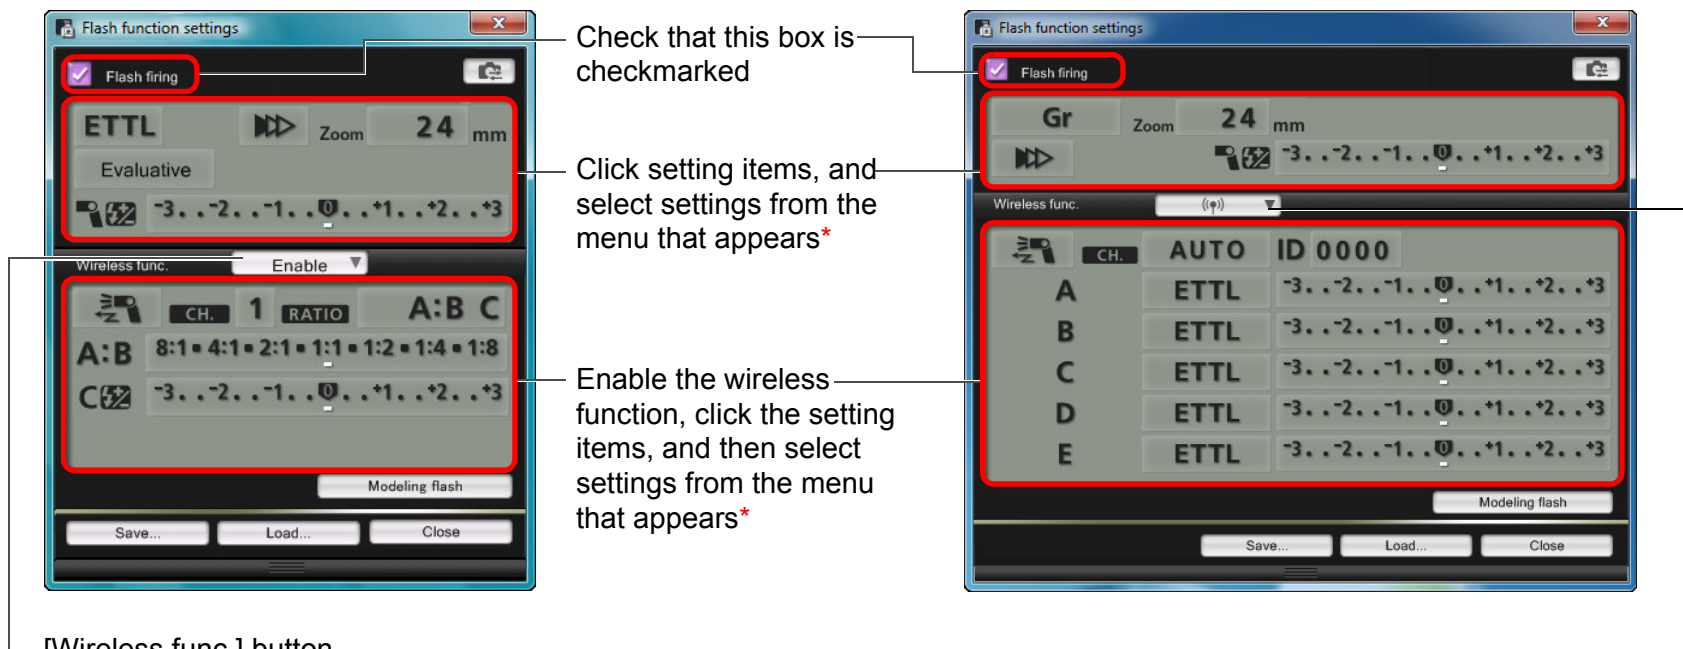 Flash function settings
Flash firing
ETTL
Zoom 24 mm
Evaluative
-3..-2..-1..0..+1..+2..+3
Wireless func. Enable
CH. 1 RATIO A:B C
A:B 8:1 4:1 2:1 1:1 1:2 1:4 1:8
C -3..-2..-1..0..+1..+2..+3
Modeling flash
Save... Load... Close
[Wireless func.] button
Check that this box is
checkmarked
Click setting items, and
select settings from the
menu that appears*
Enable the wireless
function, click the setting
items, and then select
settings from the menu
that appears*
Flash function settings
Flash firing
Gr Zoom 24 mm
-3..-2..-1..0..+1..+2..+3
Wireless func.
CH. AUTO ID 0000
A ETTL -3..-2..-1..0..+1..+2..+3
B ETTL -3..-2..-1..0..+1..+2..+3
C ETTL -3..-2..-1..0..+1..+2..+3
D ETTL -3..-2..-1..0..+1..+2..+3
E ETTL -3..-2..-1..0..+1..+2..+3
Modeling flash
Save... Load... Close